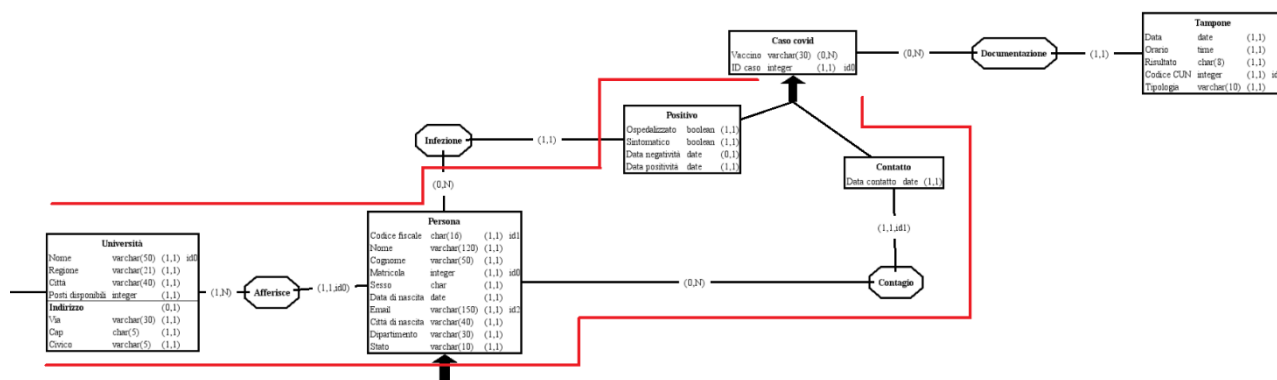 Caso covid
Vaccino varchar(30) (0,N)
ID caso integer (1,1) id0
(0,N)
Documentazione
(1,1)
Tampone
Data date (1,1)
Orario time (1,1)
Risultato char(8) (1,1)
Codice CUN integer (1,1) id
Tipologia varchar(10) (1,1)
Infezione
(1,1)
(0,N)
Positivo
Ospedalizzato boolean (1,1)
Sintomatico boolean (1,1)
Data negatività date (0,1)
Data positività date (1,1)
Contatto
Data contatto date (1,1)
(1,1,id1)
Contagio
(0,N)
Università
Nome varchar(50) (1,1) id0
Regione varchar(21) (1,1)
Città varchar(40) (1,1)
Posti disponibili integer (1,1)
Indirizzo (0,1)
Via varchar(30) (1,1)
Cap char(5) (1,1)
Civico varchar(5) (1,1)
(1,N)
Afferisce
(1,1,id0)
Persona
Codice fiscale char(16) (1,1) id1
Nome varchar(120) (1,1)
Cognome varchar(50) (1,1)
Matricola integer (1,1) id0
Sesso char (1,1)
Data di nascita date (1,1)
Email varchar(150) (1,1) id2
Città di nascita varchar(40) (1,1)
Dipartimento varchar(30) (1,1)
Stato varchar(10) (1,1)